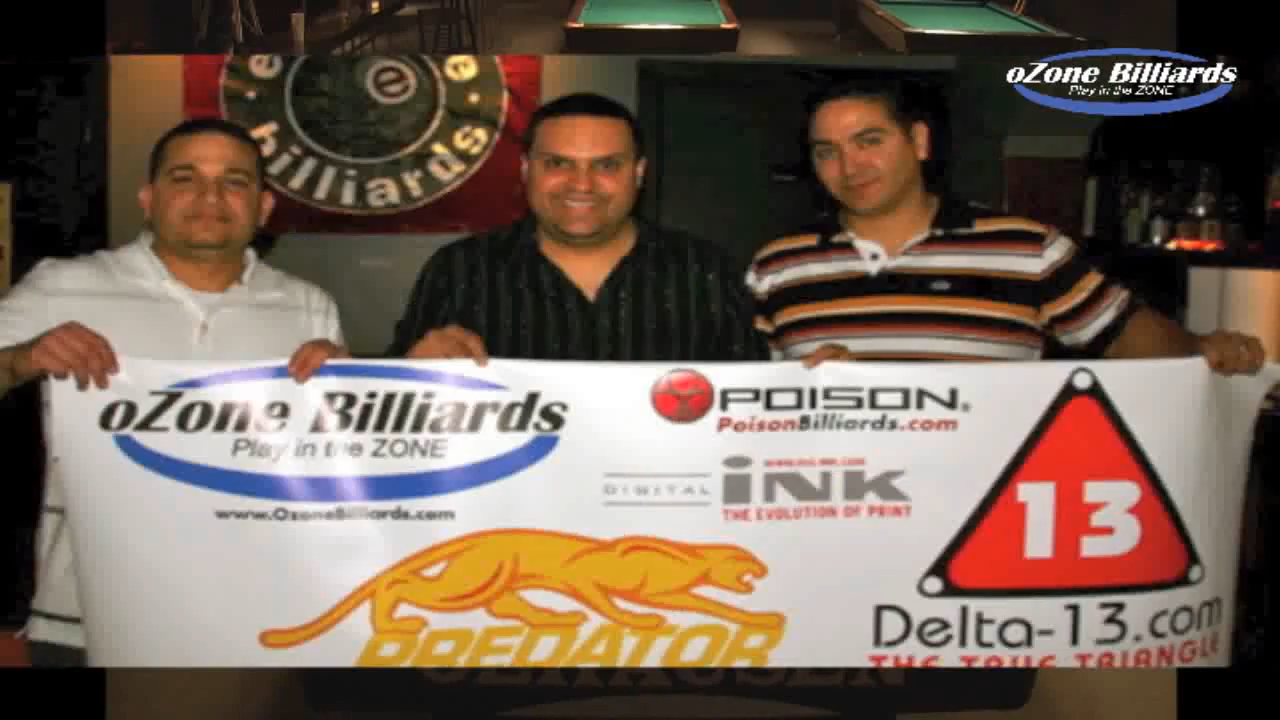 oZone Billiards
Play in the ZONE
e
billiards
oZone Billiards
Play in the ZONE
www.OzoneBilliards.com
POISON.
PoisonBilliards.com
DIGITAL
iNK
THE EVOLUTION OF PRINT
13
PREDATOR
Delta-13.com
THE TRUE TRIANGLE